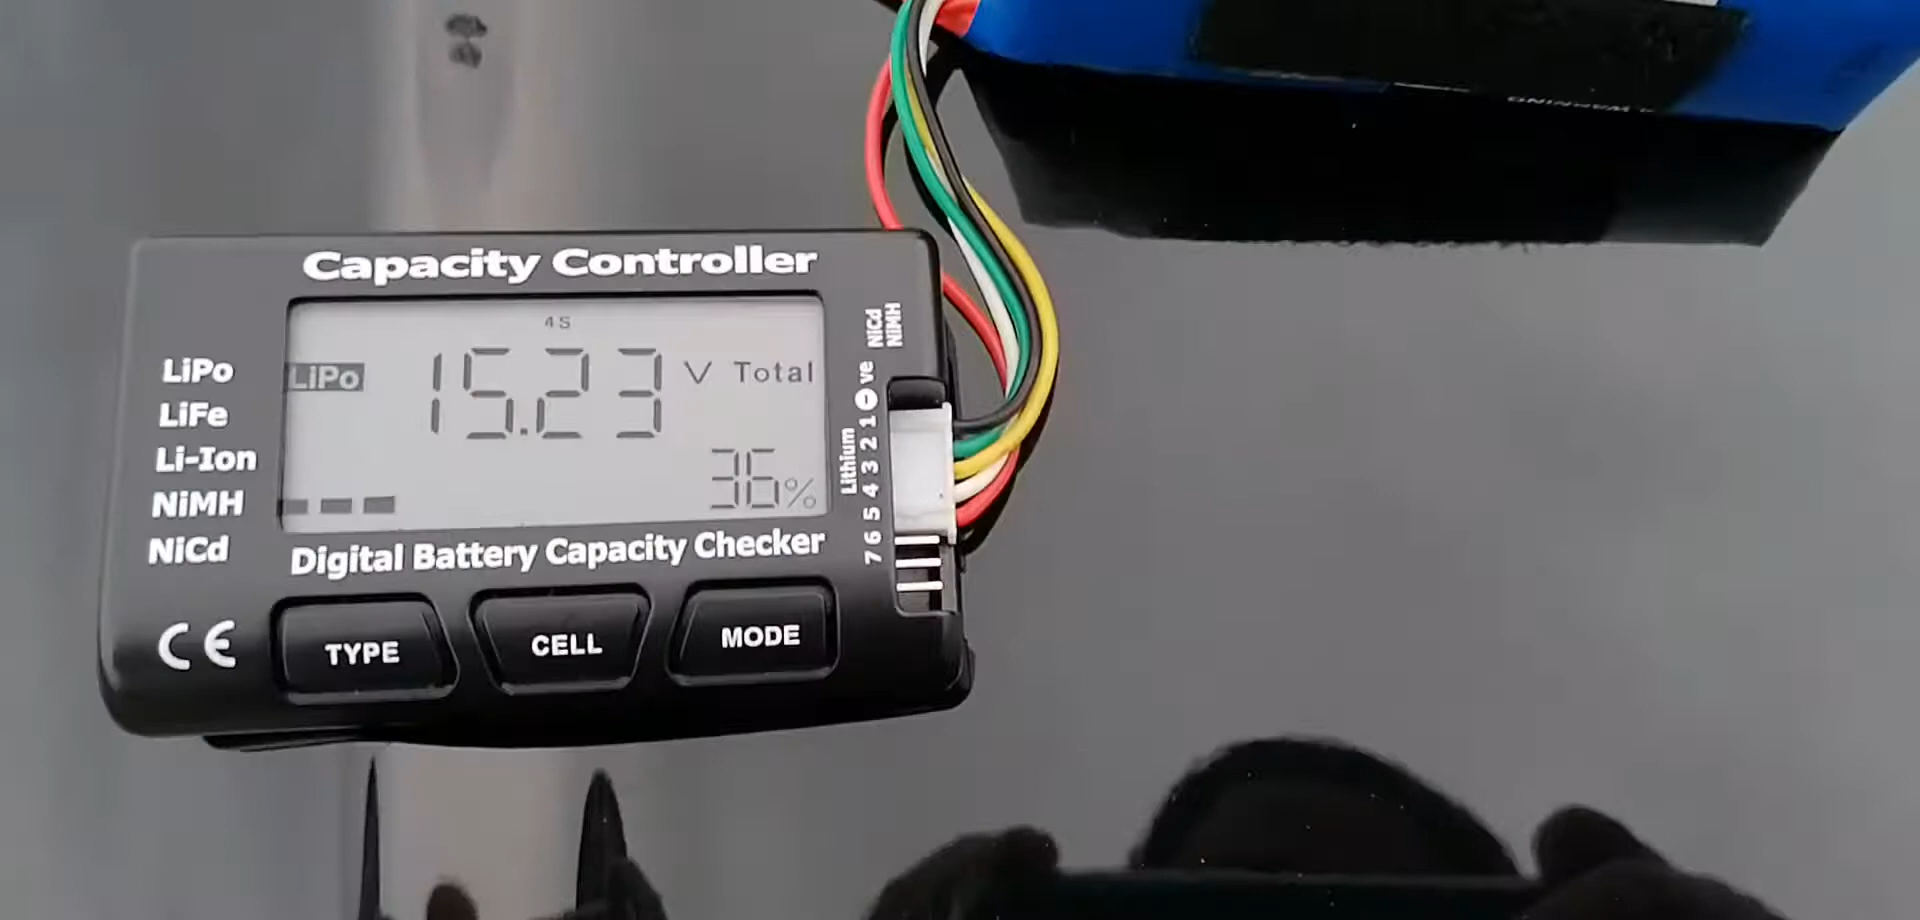 Capacity Controller
4S
LiPo
15.23 V Total
36%
LiPo
LiFe
Li-Ion
NiMH
NiCd
NiCd
NiMH
Lithium
7 6 5 4 3 2 1 - ve
Digital Battery Capacity Checker
CE
TYPE
CELL
MODE
WARNING